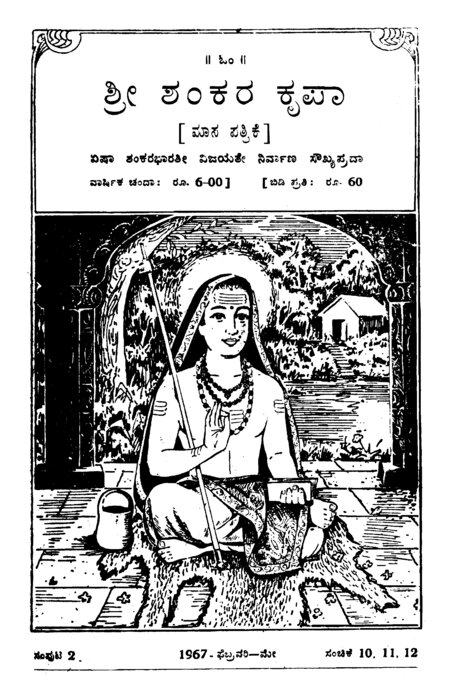 ॥ ಓಂ ॥
ಶ್ರೀ ಶಂಕರ ಕೃಪಾ
[ ಮಾಸ ಪತ್ರಿಕೆ ]
ಏಷಾ ಶಂಕರಭಾರತೀ ವಿಜಯತೇ ನಿರ್ವಾಣ ಸೌಖ್ಯಪ್ರದಾ
ವಾರ್ಷಿಕ ಚಂದಾ: ರೂ. 6-00 ] [ ಬಿಡಿ ಪ್ರತಿ: ರೂ. 60
ಸಂಪುಟ 2. 1967-ಫೆಬ್ರವರಿ—ಮೇ ಸಂಚಿಕೆ 10, 11, 12